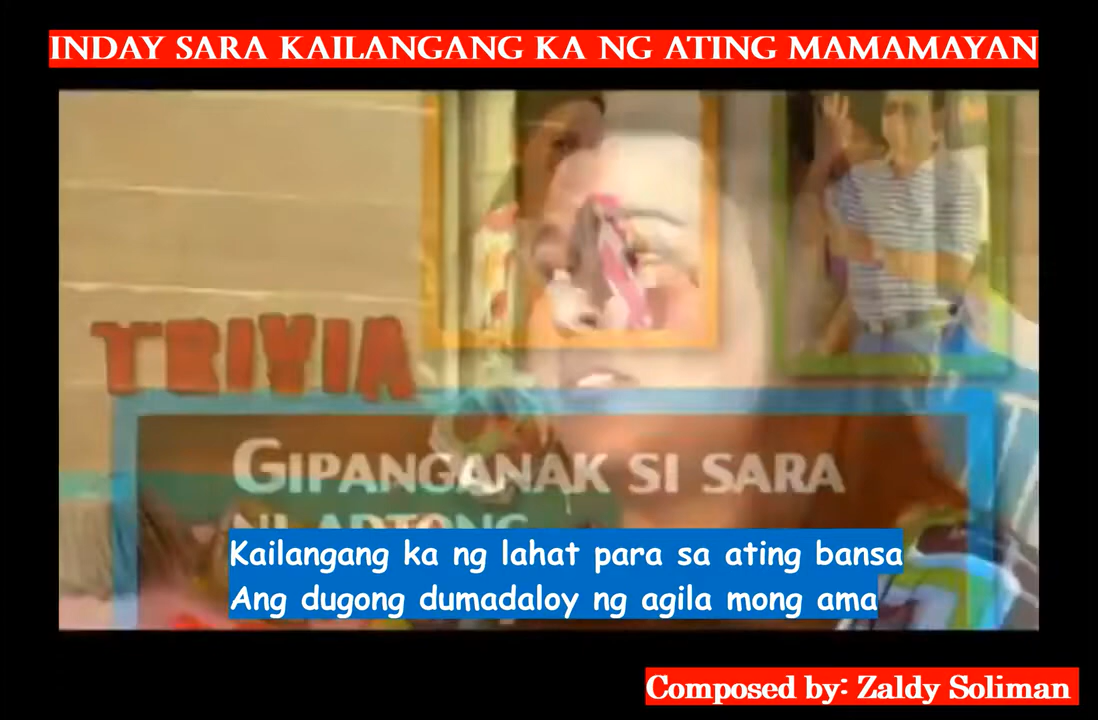 INDAY SARA KAILANGANG KA NG ATING MAMAMAYAN
TRIVIA
GIPANGANAK SI SARA
Kailangang ka ng lahat para sa ating bansa
Ang dugong dumadaloy ng agila mong ama
Composed by: Zaldy Soliman